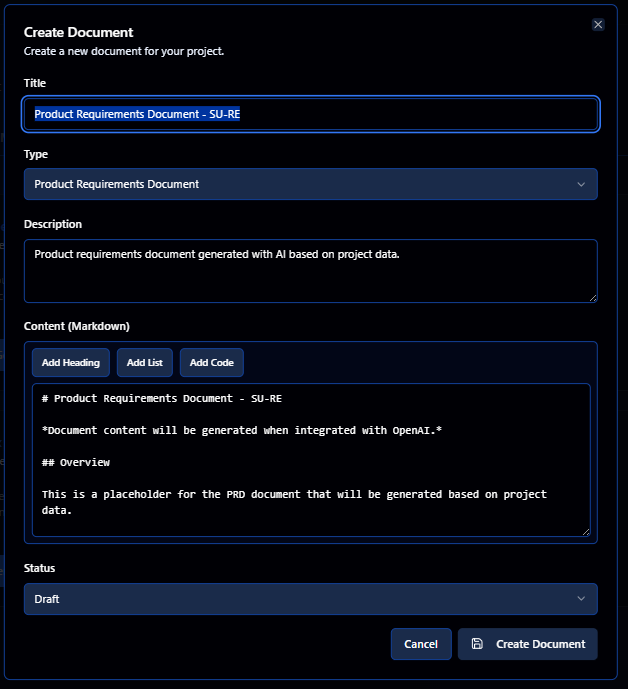 Create Document
Create a new document for your project.
Title
Product Requirements Document - SU-RE
Type
Product Requirements Document
Description
Product requirements document generated with AI based on project data.
Content (Markdown)
Add Heading
Add List
Add Code
# Product Requirements Document - SU-RE
*Document content will be generated when integrated with OpenAI.*
## Overview
This is a placeholder for the PRD document that will be generated based on project
data.
Status
Draft
Cancel
Create Document